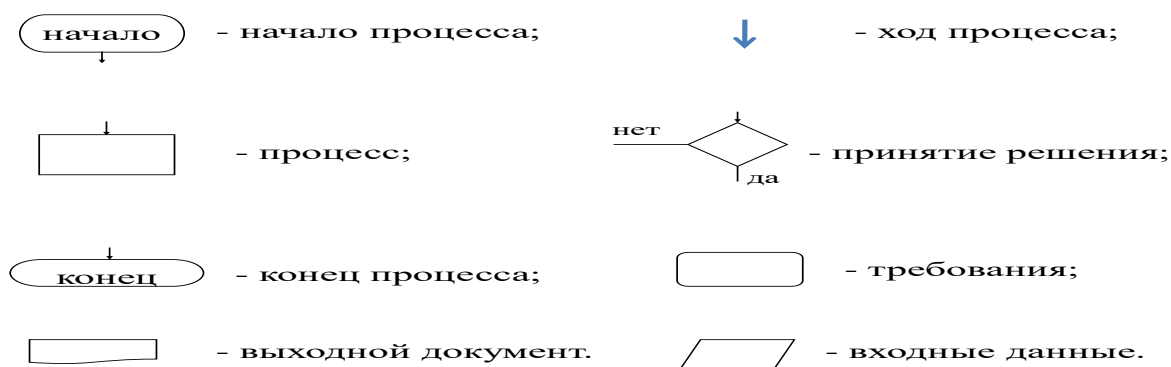 начало - начало процесса;
- ход процесса;
- процесс;
нет
- принятие решения;
да
конец - конец процесса;
- требования;
- выходной документ.
- входные данные.